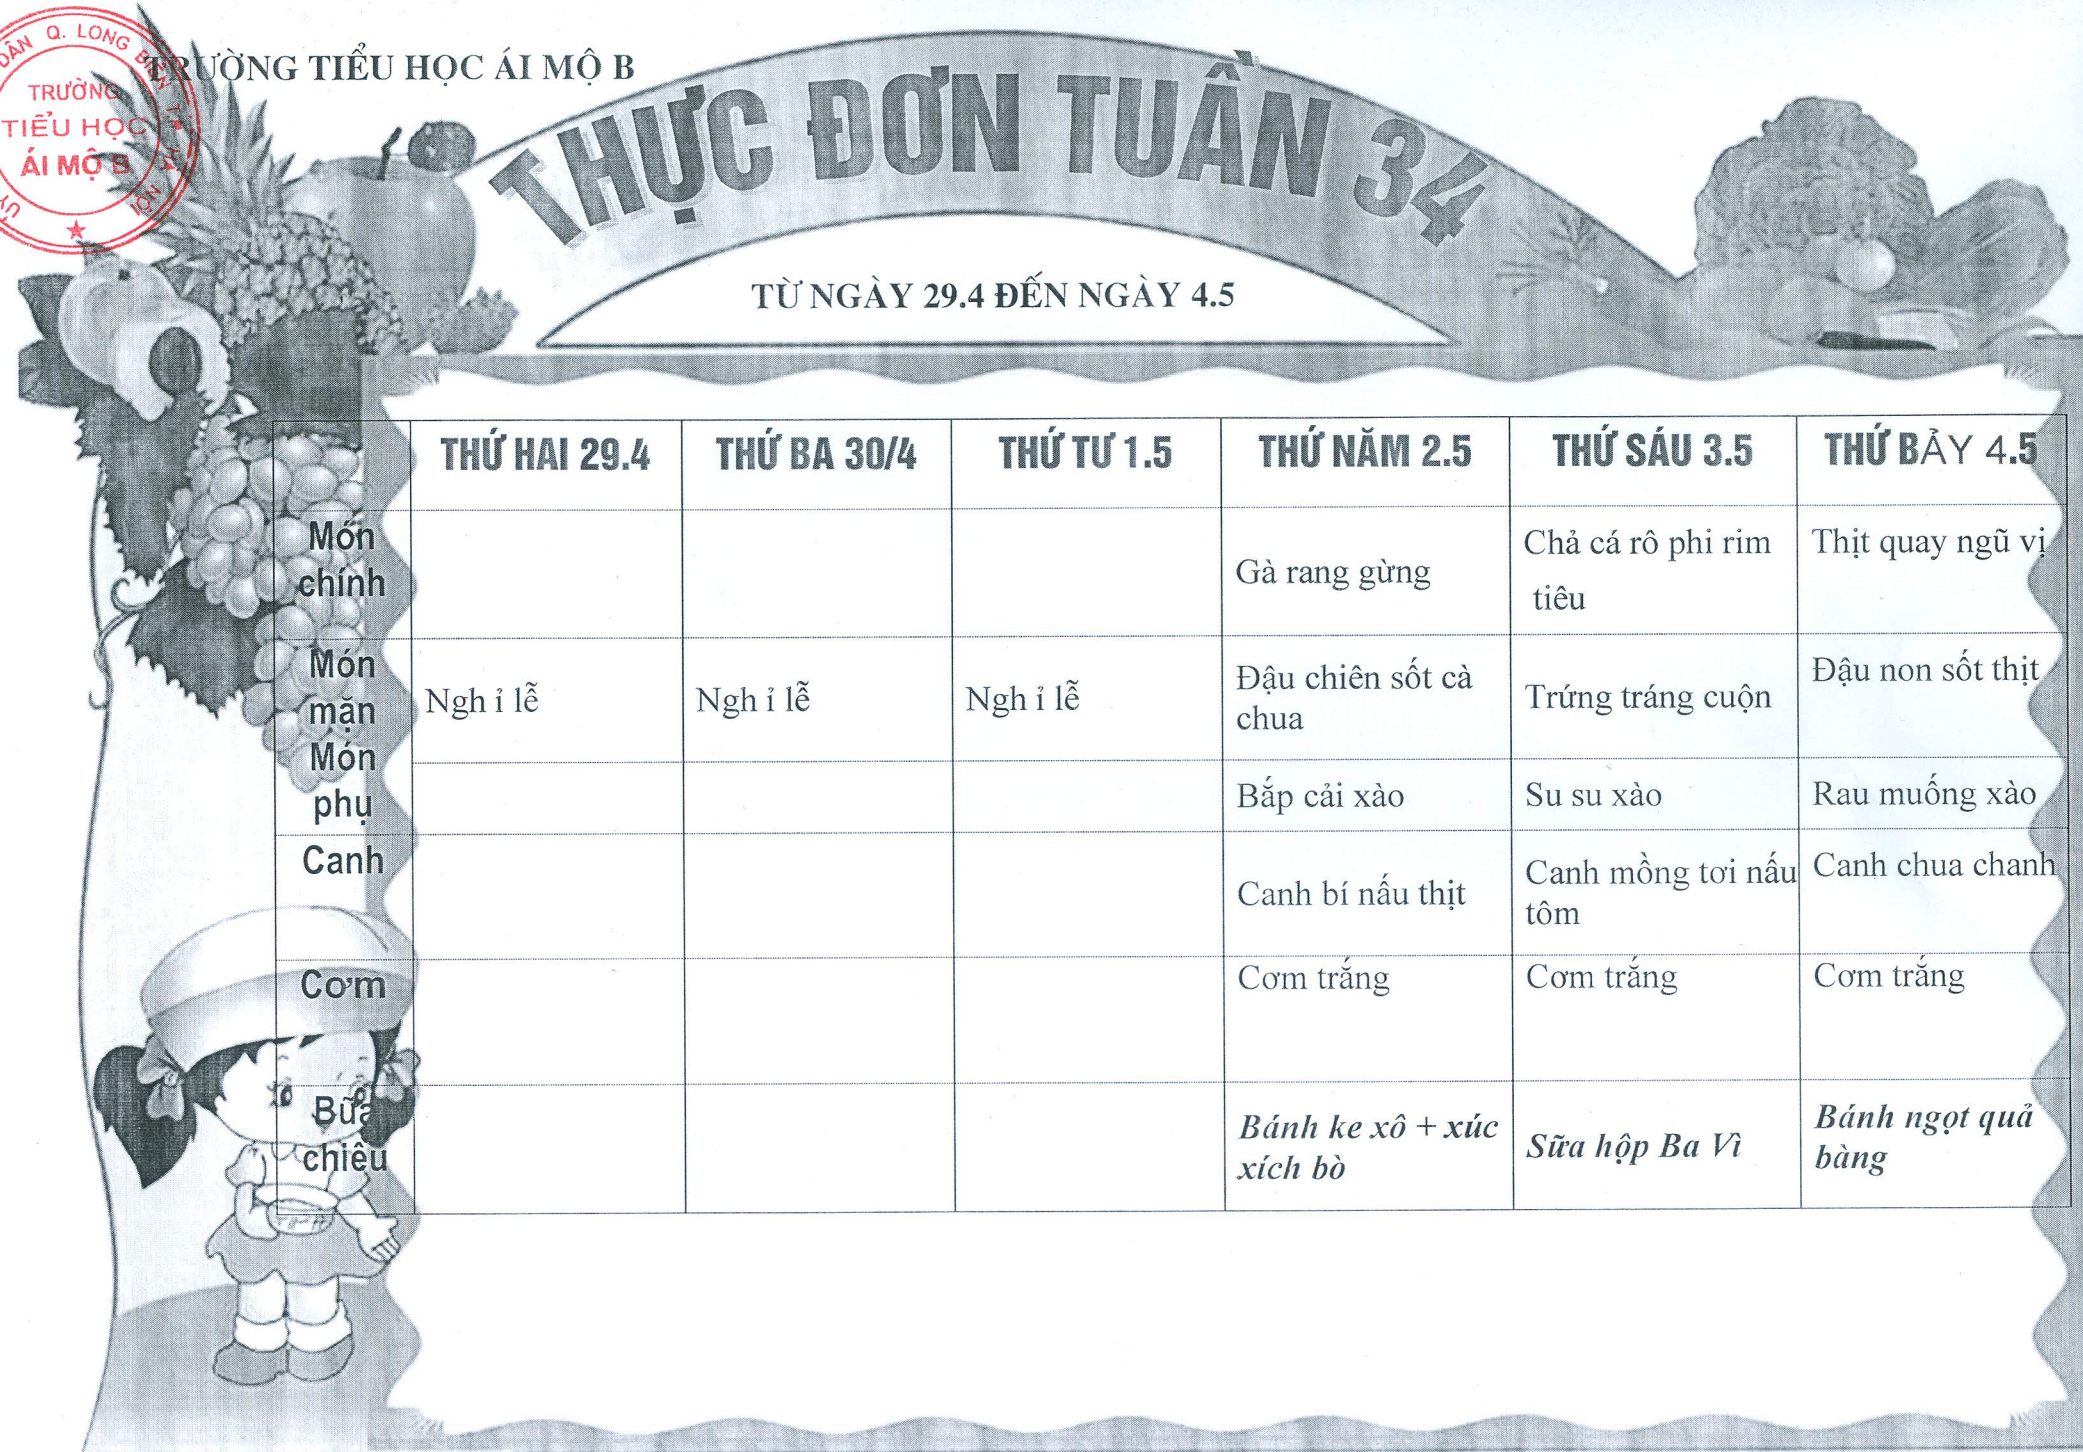 TRƯỜNG TIỂU HỌC ÁI MỘ B
DÂN Q. LONG BIÊN T.P HÀ NỘI
TRƯỜNG
TIỂU HỌC
ÁI MỘ B
THỰC ĐƠN TUẦN 34
TỪ NGÀY 29.4 ĐẾN NGÀY 4.5
THỨ HAI 29.4 THỨ BA 30/4 THỨ TƯ 1.5 THỨ NĂM 2.5 THỨ SÁU 3.5 THỨ BẢY 4.5
Món
chính
Gà rang gừng
Chả cá rô phi rim
tiêu
Thịt quay ngũ vị
Món
mặn
Ngh ỉ lễ
Ngh ỉ lễ
Ngh ỉ lễ
Đậu chiên sốt cà
chua
Trứng tráng cuộn
Đậu non sốt thịt
Món
phụ
Bắp cải xào
Su su xào
Rau muống xào
Canh
Canh bí nấu thịt
Canh mồng tơi nấu
tôm
Canh chua chanh
Cơm
Cơm trắng
Cơm trắng
Cơm trắng
Bữa
chiều
Bánh ke xô + xúc
xích bò
Sữa hộp Ba Vì
Bánh ngọt quả
bàng